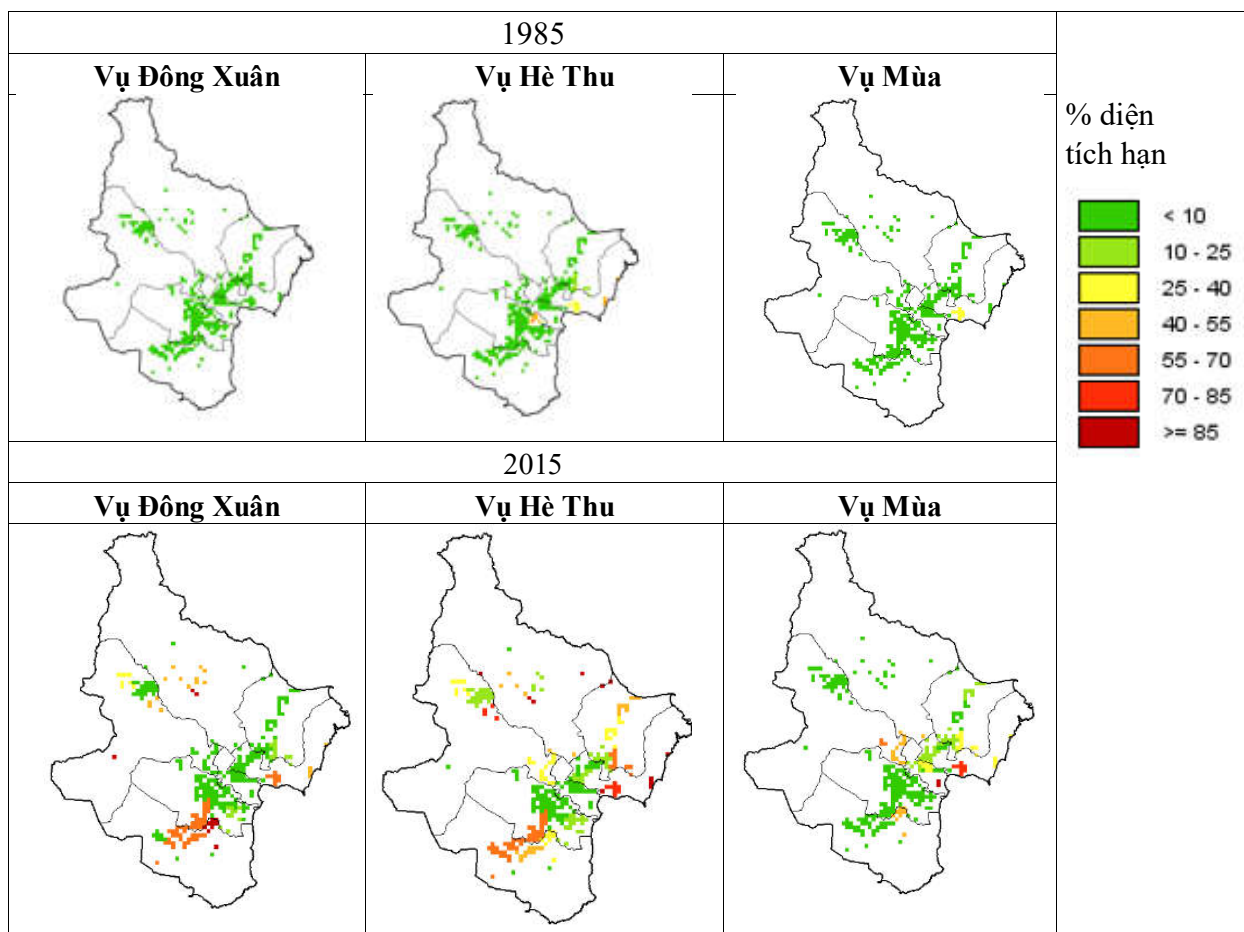 1985
Vụ Đông Xuân
Vụ Hè Thu
Vụ Mùa
% diện
tích hạn
< 10
10 - 25
25 - 40
40 - 55
55 - 70
70 - 85
>= 85
2015
Vụ Đông Xuân
Vụ Hè Thu
Vụ Mùa